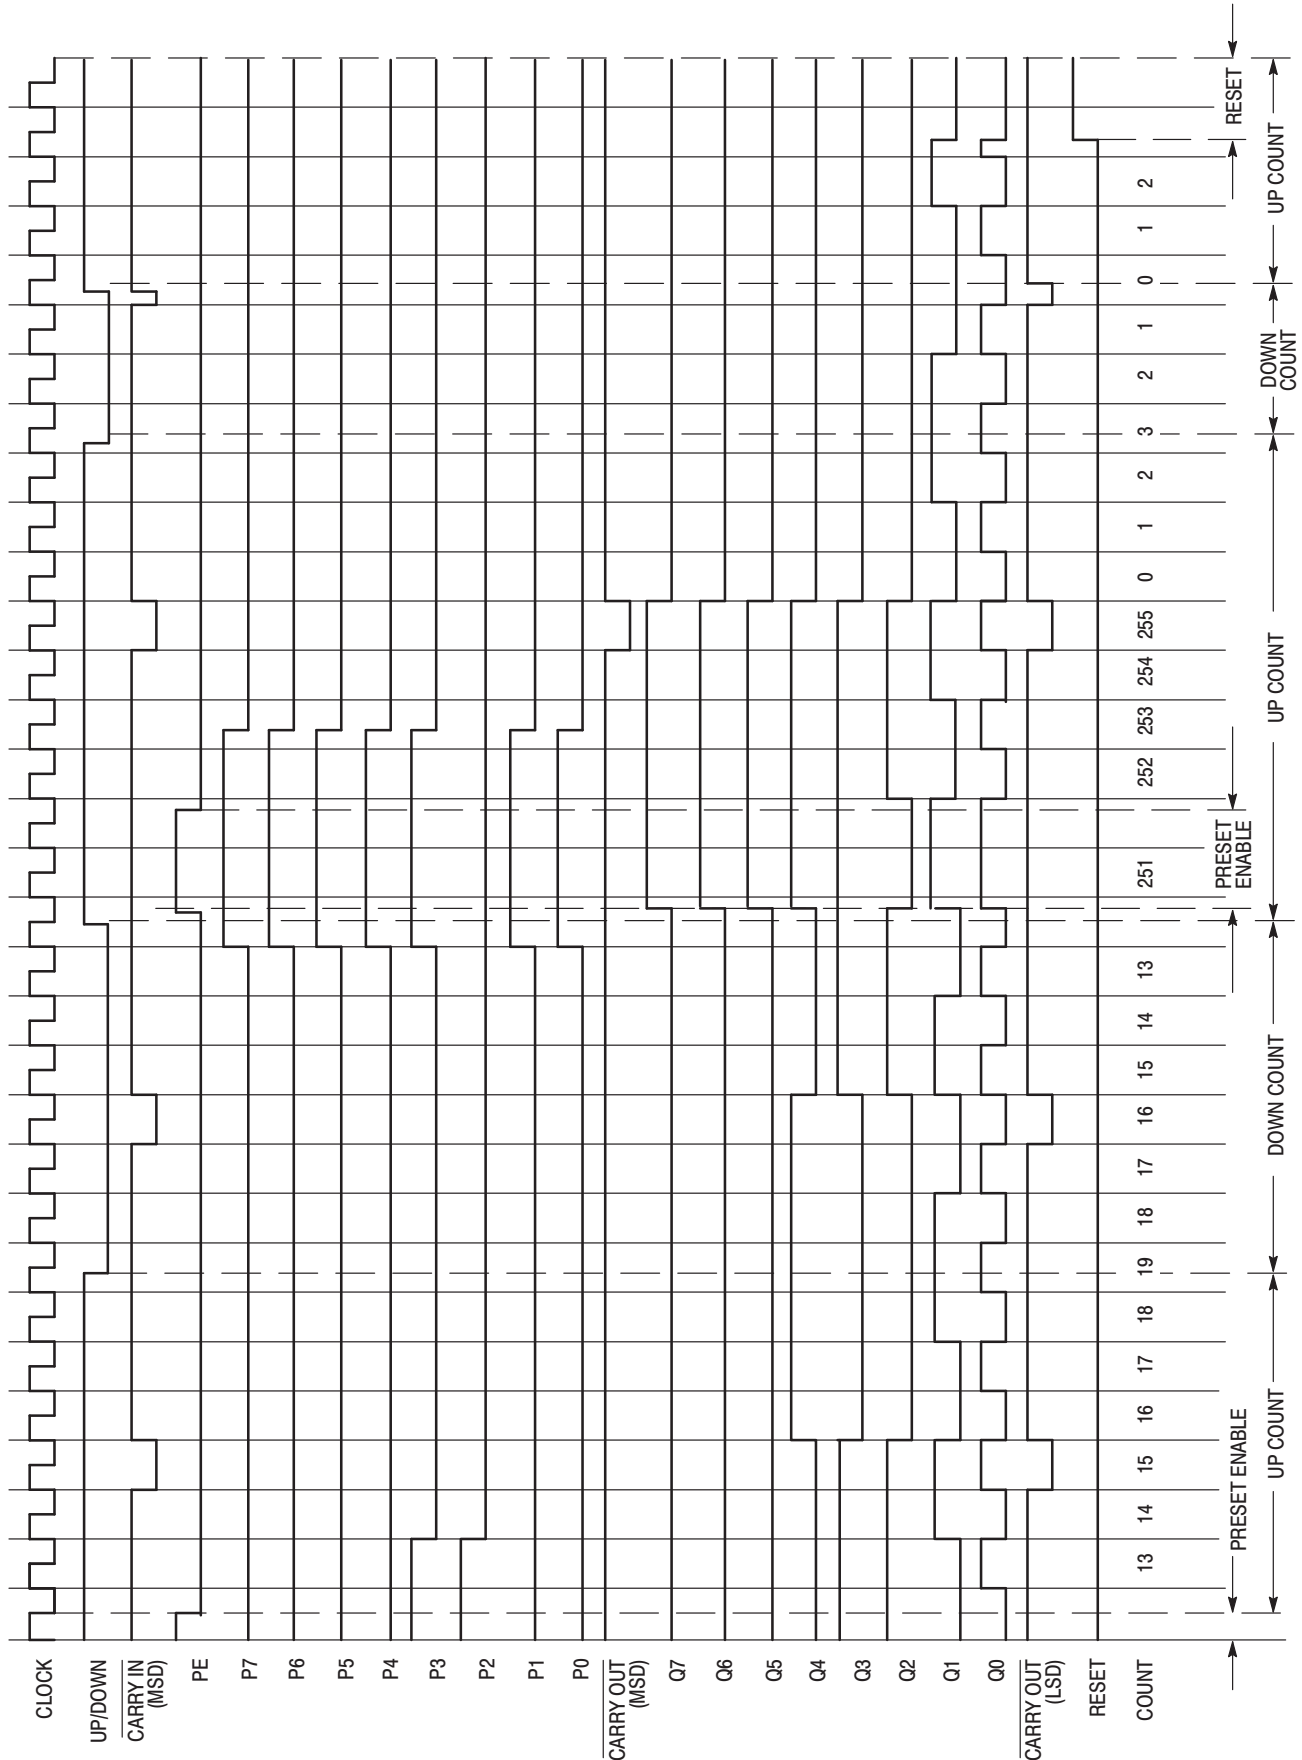 CLOCK
UP/DOWN
CARRY IN
(MSD)
PE
P7
P6
P5
P4
P3
P2
P1
P0
CARRY OUT
(MSD)
Q7
Q6
Q5
Q4
Q3
Q2
Q1
Q0
CARRY OUT
(LSD)
RESET
COUNT
13 14 15 16 17 18 19 18 17 16 15 14 13 251 252 253 254 255 0 1 2 3 2 1 0 1 2
PRESET ENABLE
PRESET
ENABLE
RESET
UP COUNT
DOWN COUNT
UP COUNT
DOWN
COUNT
UP COUNT